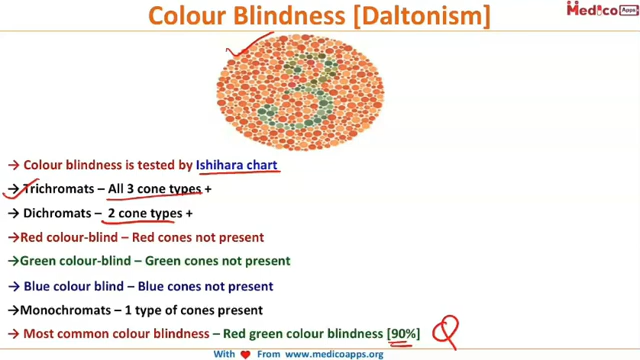 Colour Blindness [Daltonism]
Medico Apps
3
→ Colour blindness is tested by Ishihara chart
→ Trichromats – All 3 cone types +
→ Dichromats – 2 cone types +
→Red colour-blind – Red cones not present
→Green colour-blind – Green cones not present
→ Blue colour blind – Blue cones not present
→Monochromats – 1 type of cones present
→ Most common colour blindness – Red green colour blindness [90%] Q
With ❤ From www.medicoapps.org